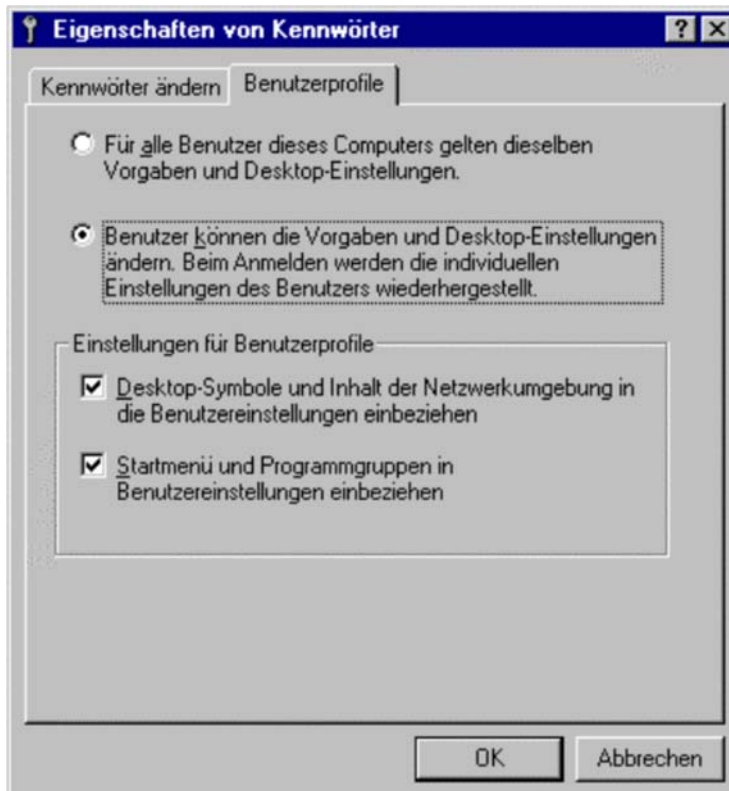 Eigenschaften von Kennwörter
Kennwörter ändern
Benutzerprofile
Für alle Benutzer dieses Computers gelten dieselben
Vorgaben und Desktop-Einstellungen.
Benutzer können die Vorgaben und Desktop-Einstellungen
ändern. Beim Anmelden werden die individuellen
Einstellungen des Benutzers wiederhergestellt.
Einstellungen für Benutzerprofile
Desktop-Symbole und Inhalt der Netzwerkumgebung in
die Benutzereinstellungen einbeziehen
Startmenü und Programmgruppen in
Benutzereinstellungen einbeziehen
OK
Abbrechen